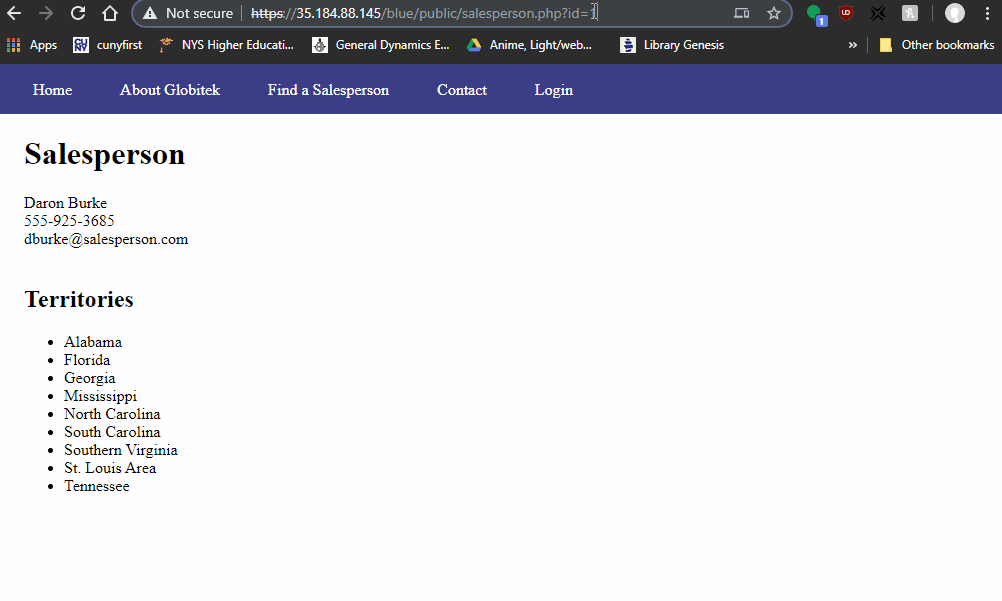 Not secure https://35.184.88.145/blue/public/salesperson.php?id=1
1 UD
Apps CUNY cunyfirst NYS Higher Educati... General Dynamics E... Anime, Light/web... Library Genesis » Other bookmarks
Home About Globitek Find a Salesperson Contact Login
Salesperson
Daron Burke
555-925-3685
dburke@salesperson.com
Territories
• Alabama
• Florida
• Georgia
• Mississippi
• North Carolina
• South Carolina
• Southern Virginia
• St. Louis Area
• Tennessee